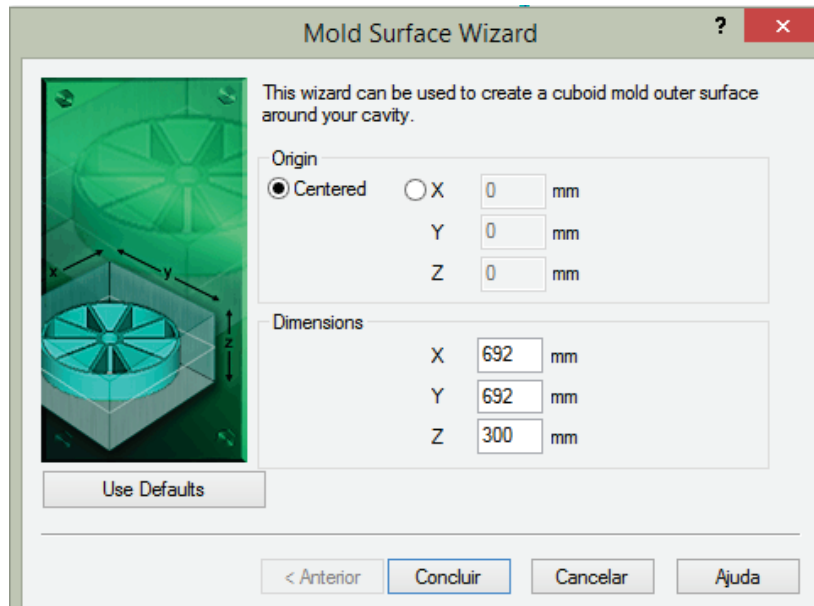 Mold Surface Wizard
?
×
This wizard can be used to create a cuboid mold outer surface
around your cavity.
Origin
Centered X 0 mm
Y 0 mm
Z 0 mm
x y
z
Dimensions
X 692 mm
Y 692 mm
Z 300 mm
Use Defaults
< Anterior Concluir Cancelar Ajuda